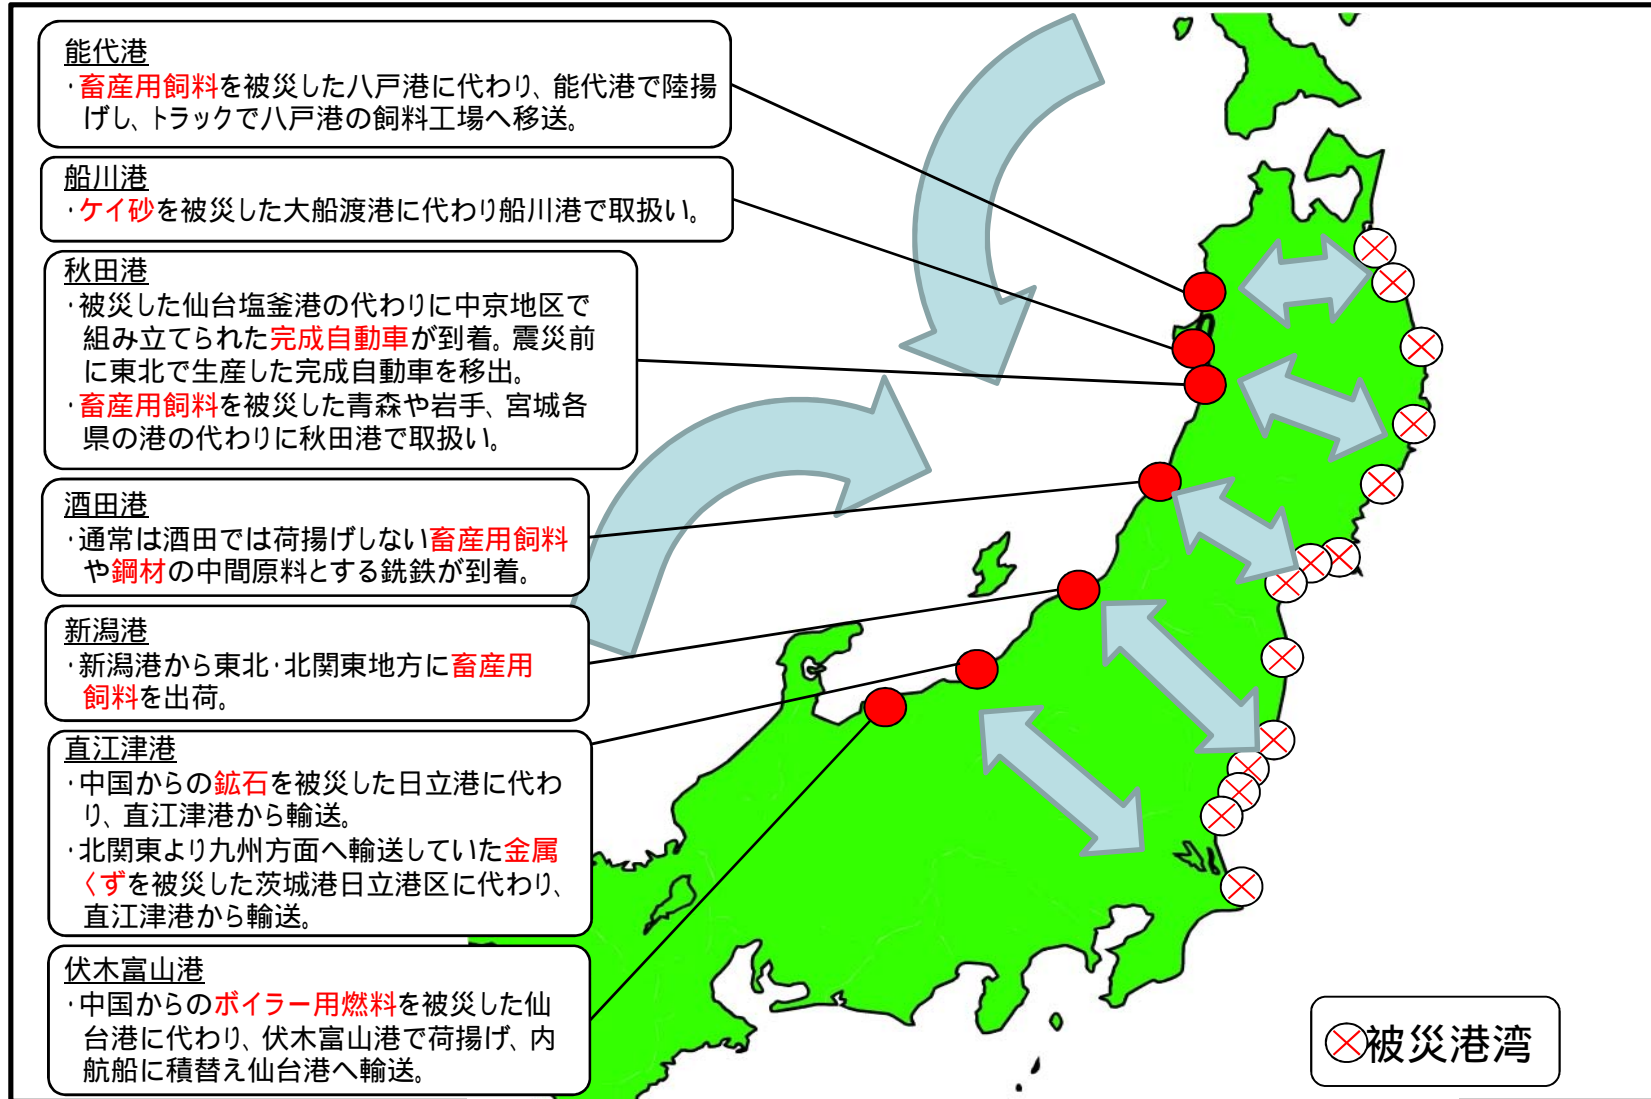 能代港
・畜産用飼料を被災した八戸港に代わり、能代港で陸揚
げし、トラックで八戸港の飼料工場へ移送。
船川港
・ケイ砂を被災した大船渡港に代わり船川港で取扱い。
秋田港
・被災した仙台塩釜港の代わりに中京地区で
組み立てられた完成自動車が到着。震災前
に東北で生産した完成自動車を移出。
・畜産用飼料を被災した青森や岩手、宮城各
県の港の代わりに秋田港で取扱い。
酒田港
・通常は酒田では荷揚げしない畜産用飼料
や鋼材の中間原料とする銑鉄が到着。
新潟港
・新潟港から東北・北関東地方に畜産用
飼料を出荷。
直江津港
・中国からの鉱石を被災した日立港に代わ
り、直江津港から輸送。
・北関東より九州方面へ輸送していた金属
くずを被災した茨城港日立港区に代わり、
直江津港から輸送。
伏木富山港
・中国からのボイラー用燃料を被災した仙
台港に代わり、伏木富山港で荷揚げ、内
航船に積替え仙台港へ輸送。
被災港湾